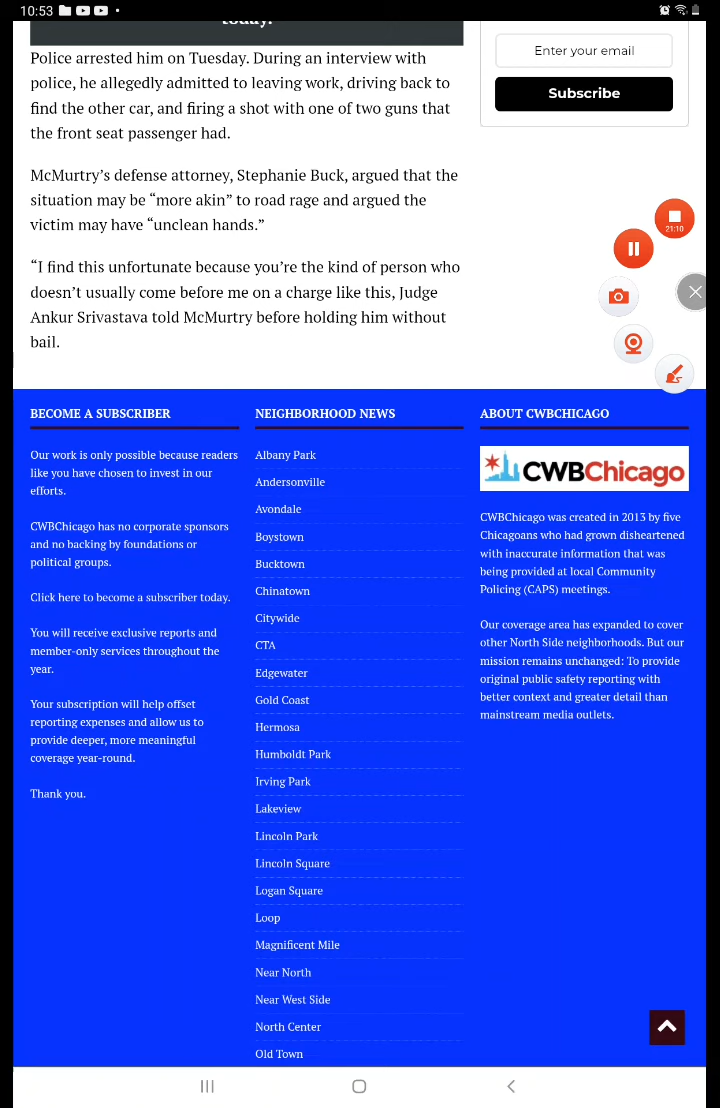 10:53
today.
Police arrested him on Tuesday. During an interview with
police, he allegedly admitted to leaving work, driving back to
find the other car, and firing a shot with one of two guns that
the front seat passenger had.
McMurtry’s defense attorney, Stephanie Buck, argued that the
situation may be “more akin” to road rage and argued the
victim may have “unclean hands.”
“I find this unfortunate because you’re the kind of person who
doesn’t usually come before me on a charge like this, Judge
Ankur Srivastava told McMurtry before holding him without
bail.
Enter your email
Subscribe
21:10
BECOME A SUBSCRIBER
Our work is only possible because readers
like you have chosen to invest in our
efforts.
CWBChicago has no corporate sponsors
and no backing by foundations or
political groups.
Click here to become a subscriber today.
You will receive exclusive reports and
member-only services throughout the
year.
Your subscription will help offset
reporting expenses and allow us to
provide deeper, more meaningful
coverage year-round.
Thank you.
NEIGHBORHOOD NEWS
Albany Park
Andersonville
Avondale
Boystown
Bucktown
Chinatown
Citywide
CTA
Edgewater
Gold Coast
Hermosa
Humboldt Park
Irving Park
Lakeview
Lincoln Park
Lincoln Square
Logan Square
Loop
Magnificent Mile
Near North
Near West Side
North Center
Old Town
ABOUT CWBCHICAGO
CWBChicago
CWBChicago was created in 2013 by five
Chicagoans who had grown disheartened
with inaccurate information that was
being provided at local Community
Policing (CAPS) meetings.
Our coverage area has expanded to cover
other North Side neighborhoods. But our
mission remains unchanged: To provide
original public safety reporting with
better context and greater detail than
mainstream media outlets.